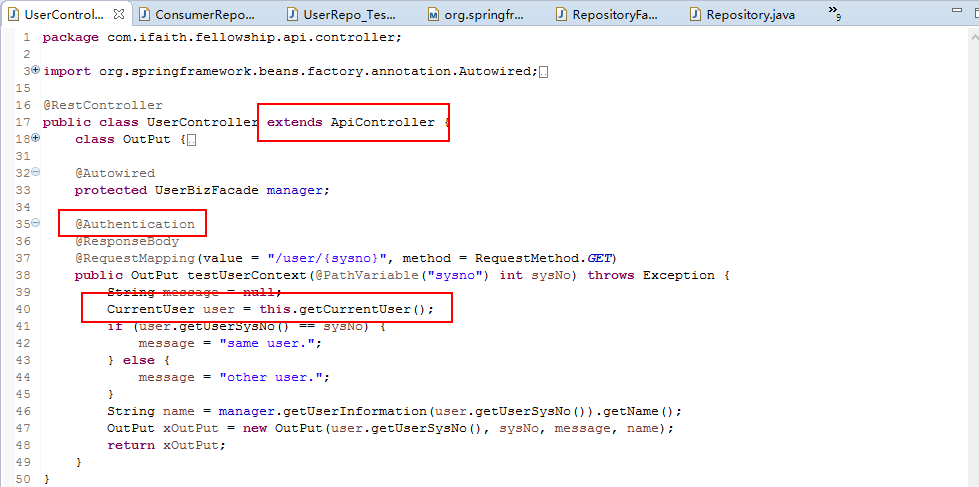 UserControl... ConsumerRepo... UserRepo_Tes... org.springfr... RepositoryFa... Repository.java »9
1 package com.ifaith.fellowship.api.controller;
2
3 import org.springframework.beans.factory.annotation.Autowired;
15
16 @RestController
17 public class UserController extends ApiController {
18 class OutPut {
31
32 @Autowired
33 protected UserBizFacade manager;
34
35 @Authentication
36 @ResponseBody
37 @RequestMapping(value = "/user/{sysno}", method = RequestMethod.GET)
38 public OutPut testUserContext(@PathVariable("sysno") int sysNo) throws Exception {
39 String message = null;
40 CurrentUser user = this.getCurrentUser();
41 if (user.getUserSysNo() == sysNo) {
42 message = "same user.";
43 } else {
44 message = "other user.";
45 }
46 String name = manager.getUserInformation(user.getUserSysNo()).getName();
47 OutPut xOutPut = new OutPut(user.getUserSysNo(), sysNo, message, name);
48 return xOutPut;
49 }
50 }